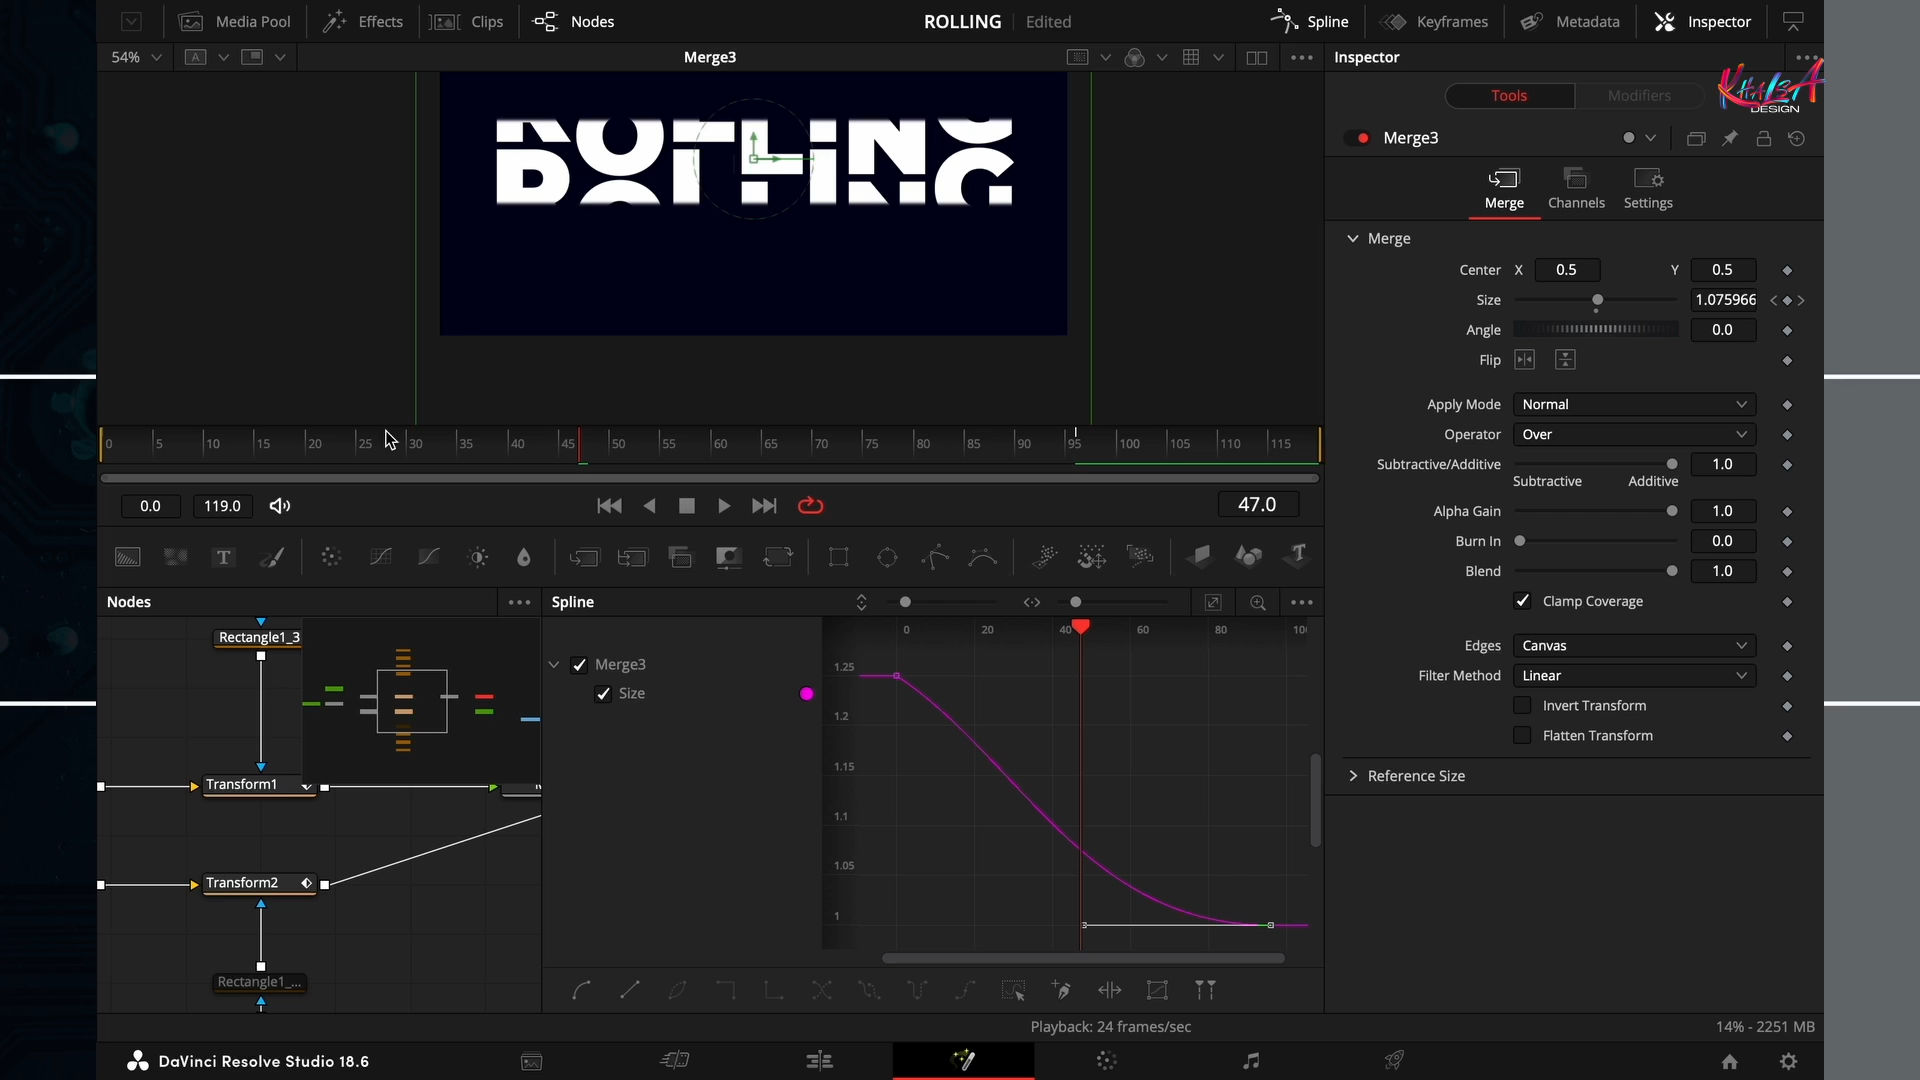 Media Pool
Effects
Clips
Nodes
ROLLING
Edited
Spline
Keyframes
Metadata
Inspector
54%
A
Merge3
Inspector
KHALSA
DESIGN
Tools
Modifiers
Merge3
Merge
Channels
Settings
ROLLING
ROLLING
Merge
Center X 0.5 Y 0.5
Size 1.075966
Angle 0.0
Flip
Apply Mode Normal
Operator Over
Subtractive/Additive 1.0
Subtractive Additive
Alpha Gain 1.0
Burn In 0.0
Blend 1.0
Clamp Coverage
Edges Canvas
Filter Method Linear
Invert Transform
Flatten Transform
Reference Size
0 5 10 15 20 25 30 35 40 45 50 55 60 65 70 75 80 85 90 95 100 105 110 115
0.0 119.0 47.0
Nodes
Spline
Rectangle1_3
Transform1
Transform2
Rectangle1_...
Merge3
Size
0 20 40 60 80
1.25
1.2
1.15
1.1
1.05
1
Playback: 24 frames/sec
14% - 2251 MB
DaVinci Resolve Studio 18.6